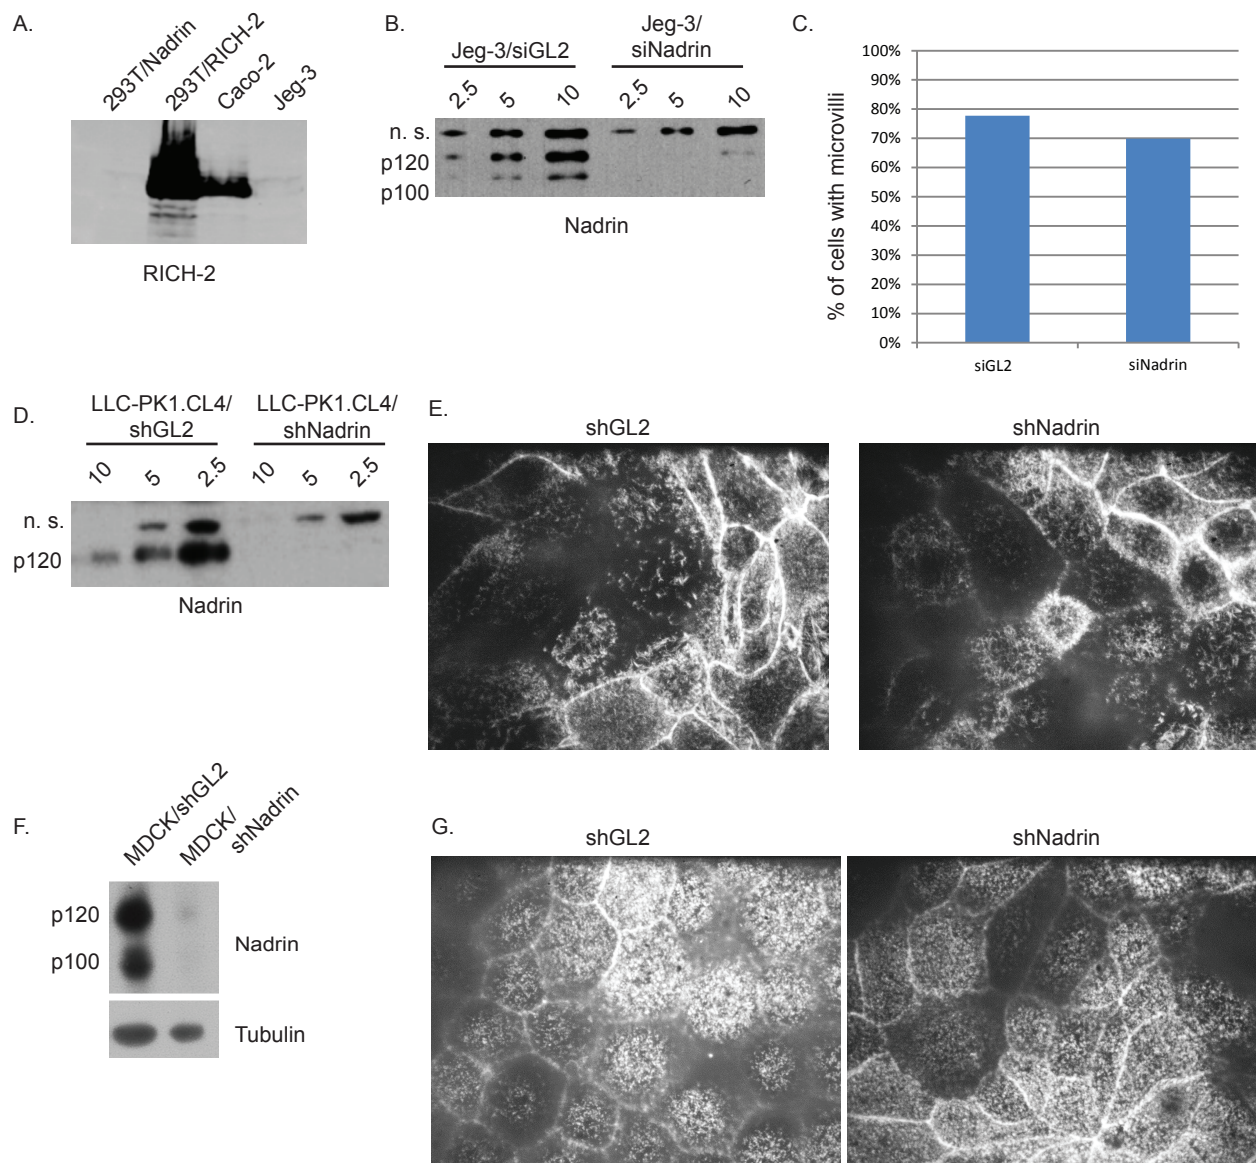 A.
293T/Nadrin
293T/RICH-2
Caco-2
Jeg-3
RICH-2
B.
Jeg-3/siGL2
Jeg-3/
siNadrin
2.5 5 10 2.5 5 10
n. s.
p120
p100
Nadrin
C.
% of cells with microvilli
100%
90%
80%
70%
60%
50%
40%
30%
20%
10%
0%
siGL2 siNadrin
D.
LLC-PK1.CL4/
shGL2
LLC-PK1.CL4/
shNadrin
10 5 2.5 10 5 2.5
n. s.
p120
Nadrin
E.
shGL2 shNadrin
F.
MDCK/shGL2
MDCK/
shNadrin
p120
p100
Nadrin
Tubulin
G.
shGL2 shNadrin